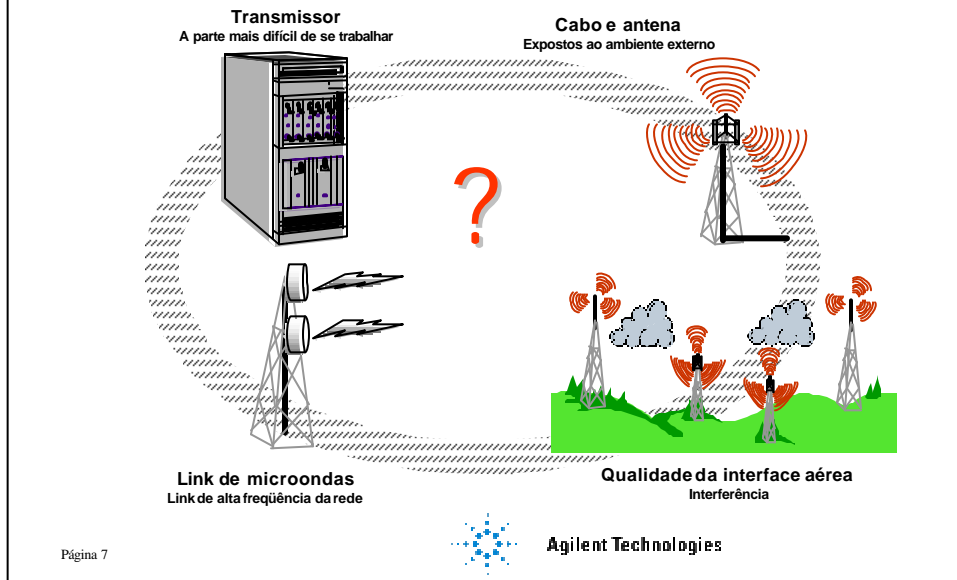 Transmissor
A parte mais difícil de se trabalhar
Cabo e antena
Expostos ao ambiente externo
?
Link de microondas
Link de alta freqüência da rede
Qualidade da interface aérea
Interferência
Página 7
Agilent Technologies